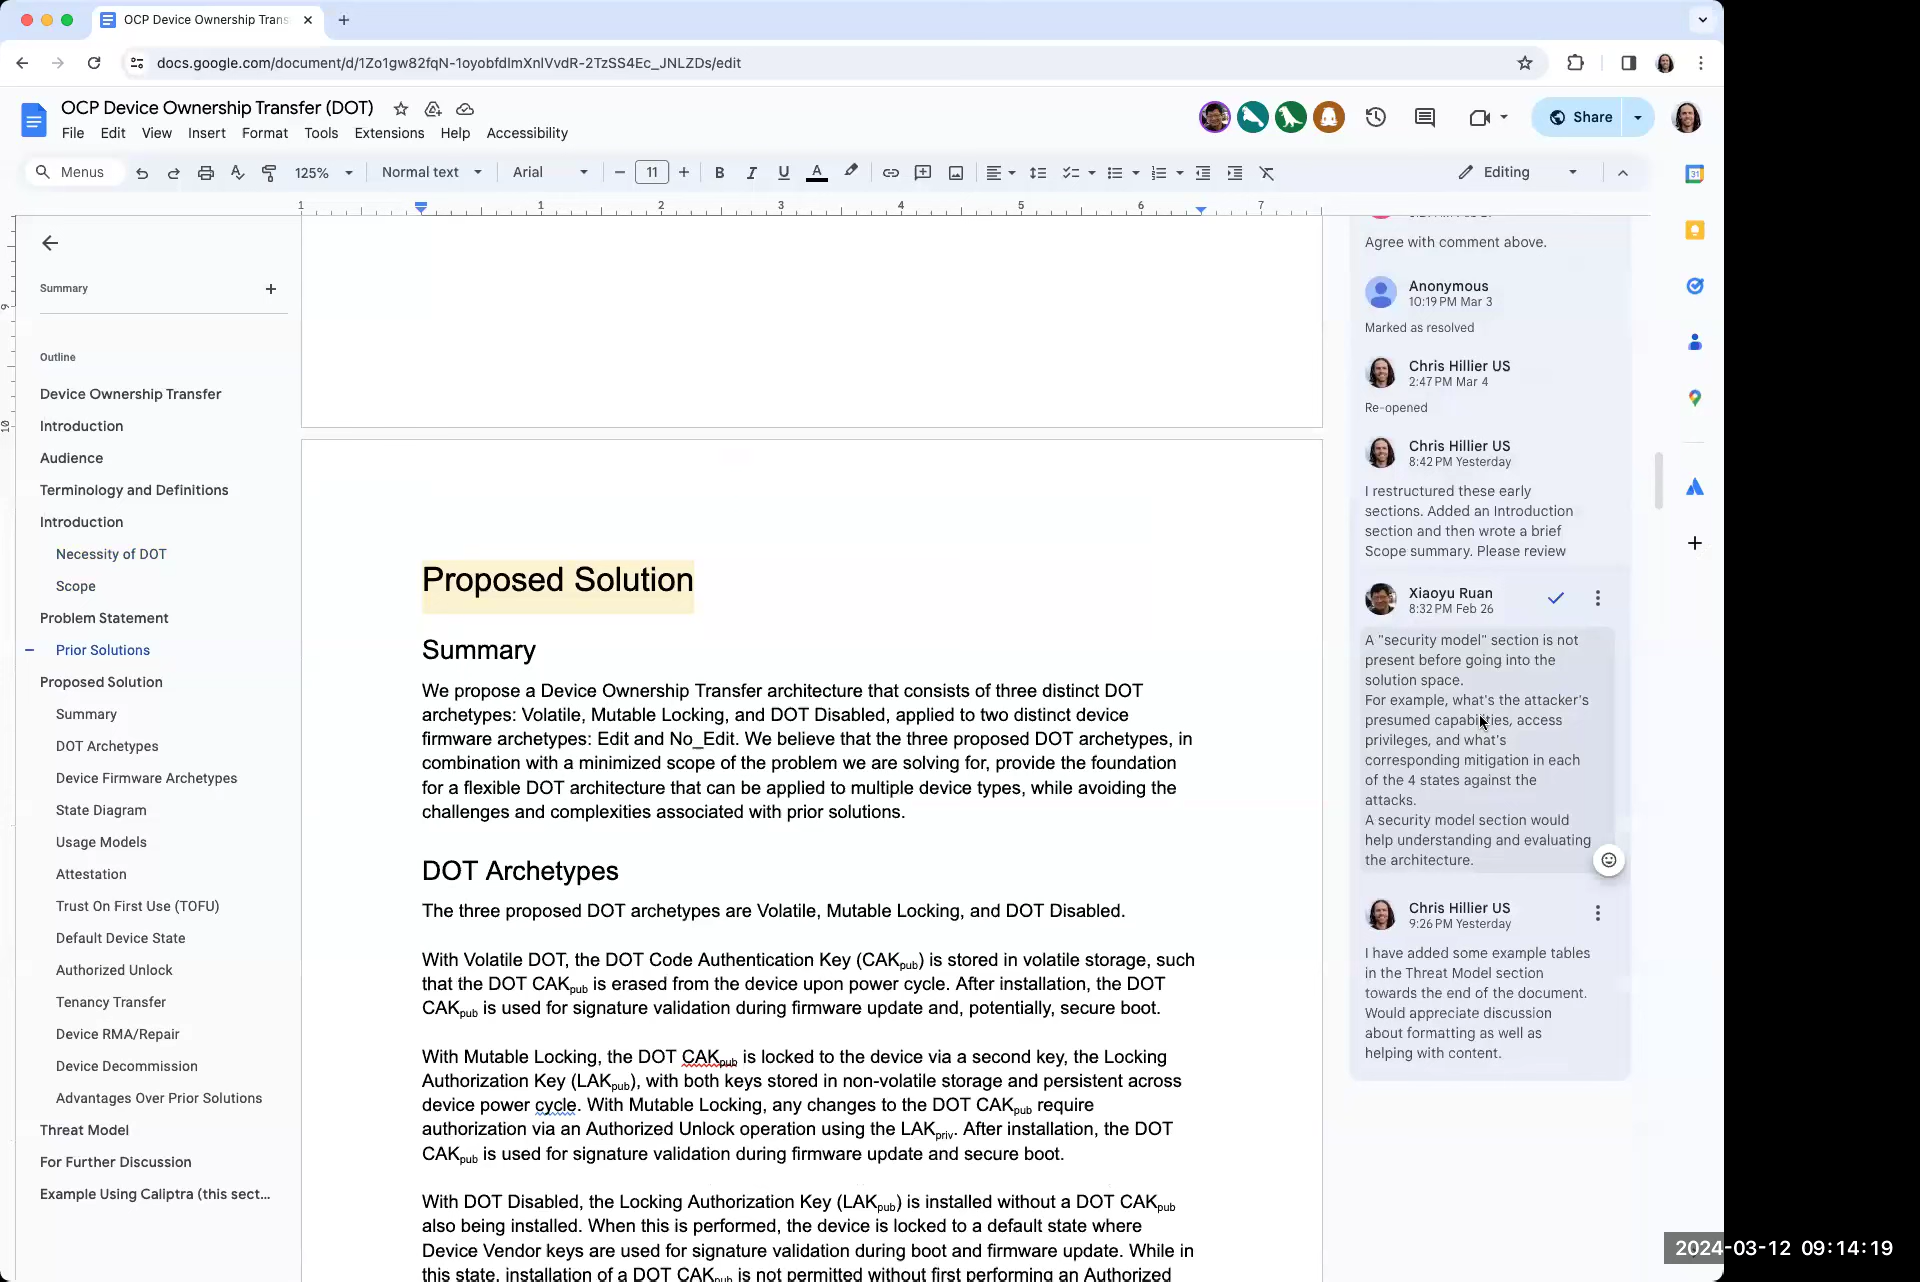 OCP Device Ownership Trans
docs.google.com/document/d/1Zo1gw82fqN-1oyobfdlmXnlVvdR-2TzSS4Ec_JNLZDs/edit
OCP Device Ownership Transfer (DOT)
File Edit View Insert Format Tools Extensions Help Accessibility
Share
Menus
125%
Normal text
Arial
11
Editing
1 1 2 3 4 5 6 7
9
10
Summary
Outline
Device Ownership Transfer
Introduction
Audience
Terminology and Definitions
Introduction
Necessity of DOT
Scope
Problem Statement
Prior Solutions
Proposed Solution
Summary
DOT Archetypes
Device Firmware Archetypes
State Diagram
Usage Models
Attestation
Trust On First Use (TOFU)
Default Device State
Authorized Unlock
Tenancy Transfer
Device RMA/Repair
Device Decommission
Advantages Over Prior Solutions
Threat Model
For Further Discussion
Example Using Caliptra (this sect...
Proposed Solution
Summary
We propose a Device Ownership Transfer architecture that consists of three distinct DOT
archetypes: Volatile, Mutable Locking, and DOT Disabled, applied to two distinct device
firmware archetypes: Edit and No_Edit. We believe that the three proposed DOT archetypes, in
combination with a minimized scope of the problem we are solving for, provide the foundation
for a flexible DOT architecture that can be applied to multiple device types, while avoiding the
challenges and complexities associated with prior solutions.
DOT Archetypes
The three proposed DOT archetypes are Volatile, Mutable Locking, and DOT Disabled.
With Volatile DOT, the DOT Code Authentication Key (CAKpub) is stored in volatile storage, such
that the DOT CAKpub is erased from the device upon power cycle. After installation, the DOT
CAKpub is used for signature validation during firmware update and, potentially, secure boot.
With Mutable Locking, the DOT CAKpub is locked to the device via a second key, the Locking
Authorization Key (LAKpub), with both keys stored in non-volatile storage and persistent across
device power cycle. With Mutable Locking, any changes to the DOT CAKpub require
authorization via an Authorized Unlock operation using the LAKpriv. After installation, the DOT
CAKpub is used for signature validation during firmware update and secure boot.
With DOT Disabled, the Locking Authorization Key (LAKpub) is installed without a DOT CAKpub
also being installed. When this is performed, the device is locked to a default state where
Device Vendor keys are used for signature validation during boot and firmware update. While in
this state, installation of a DOT CAKpub is not permitted without first performing an Authorized
Agree with comment above.
Anonymous
10:19 PM Mar 3
Marked as resolved
Chris Hillier US
2:47 PM Mar 4
Re-opened
Chris Hillier US
8:42 PM Yesterday
I restructured these early
sections. Added an Introduction
section and then wrote a brief
Scope summary. Please review
Xiaoyu Ruan
8:32 PM Feb 26
A "security model" section is not
present before going into the
solution space.
For example, what's the attacker's
presumed capabilities, access
privileges, and what's
corresponding mitigation in each
of the 4 states against the
attacks.
A security model section would
help understanding and evaluating
the architecture.
Chris Hillier US
9:26 PM Yesterday
I have added some example tables
in the Threat Model section
towards the end of the document.
Would appreciate discussion
about formatting as well as
helping with content.
31
2024-03-12 09:14:19